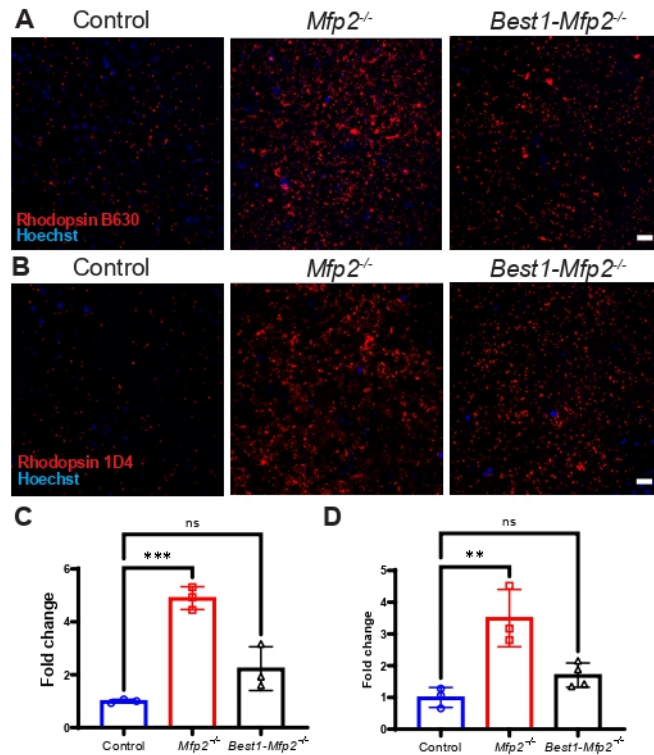 A
Control
Mfp2-/-
Best1-Mfp2-/-
Rhodopsin B630
Hoechst
B
Control
Mfp2-/-
Best1-Mfp2-/-
Rhodopsin 1D4
Hoechst
C
ns
***
6
4
2
0
Fold change
Control
Mfp2-/-
Best1-Mfp2-/-
D
ns
**
5
4
3
2
1
0
Fold change
Control
Mfp2-/-
Best1-Mfp2-/-